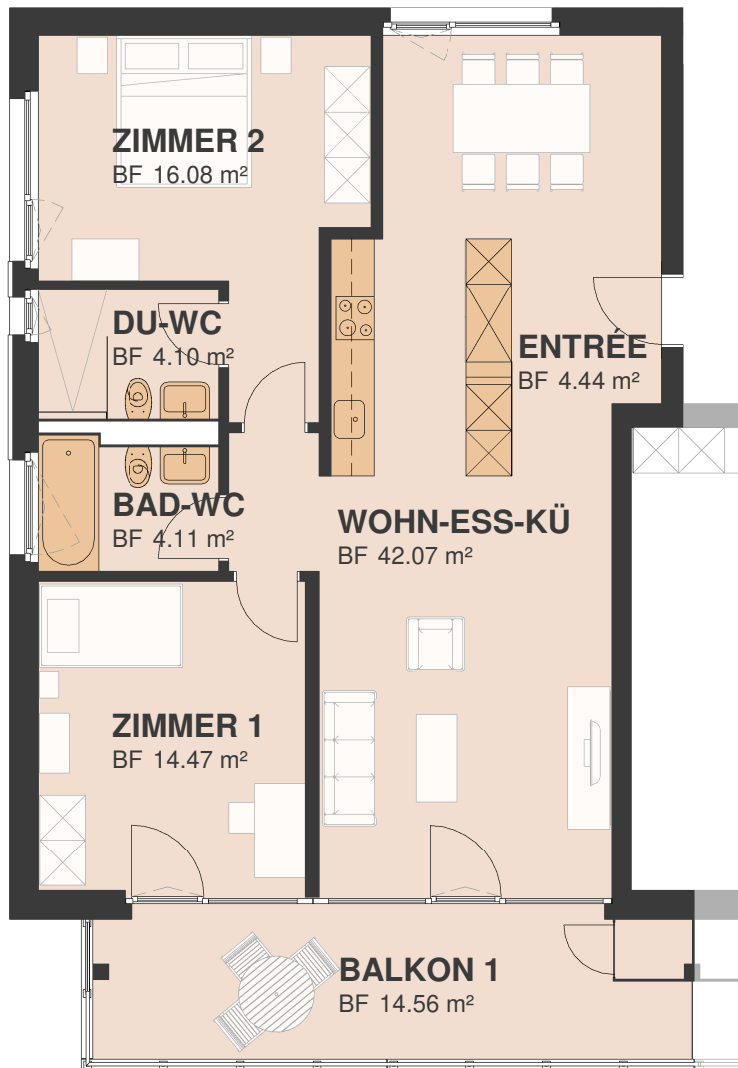 ZIMMER 2
BF 16.08 m²
DU-WC
BF 4.10 m²
ENTRÉE
BF 4.44 m²
BAD-WC
BF 4.11 m²
WOHN-ESS-KÜ
BF 42.07 m²
ZIMMER 1
BF 14.47 m²
BALKON 1
BF 14.56 m²